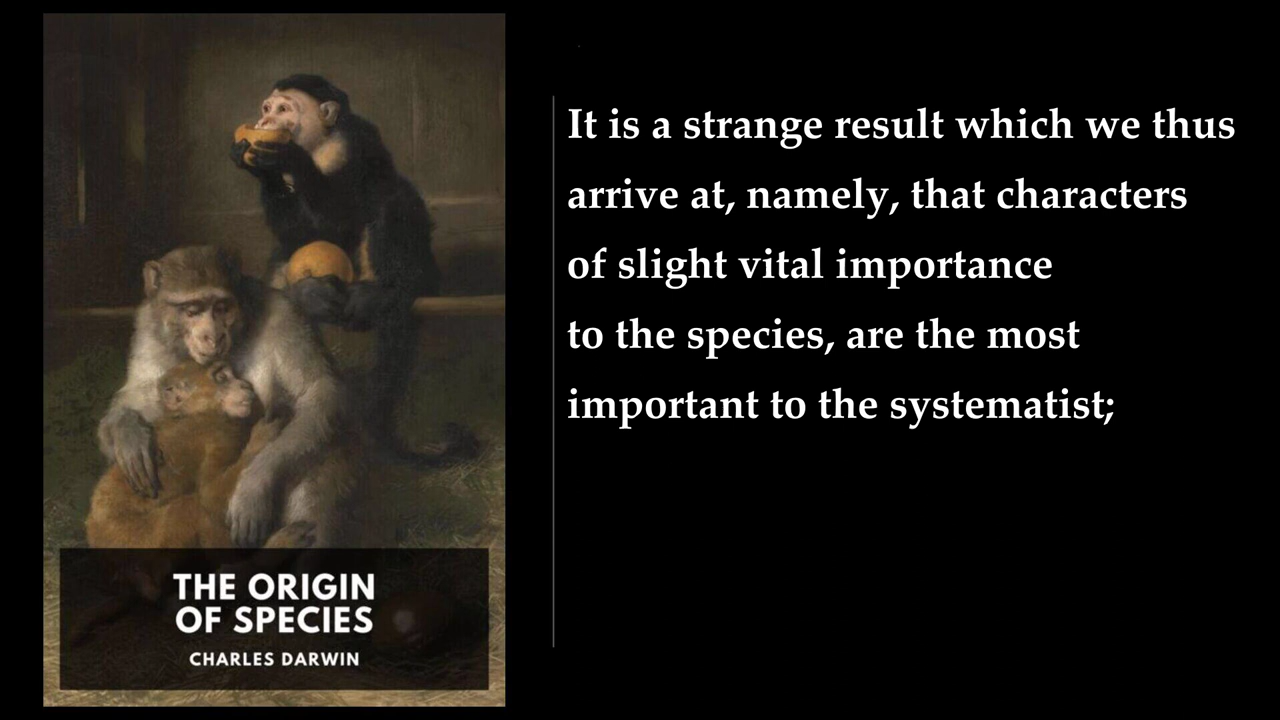 THE ORIGIN
OF SPECIES
CHARLES DARWIN
It is a strange result which we thus
arrive at, namely, that characters
of slight vital importance
to the species, are the most
important to the systematist;